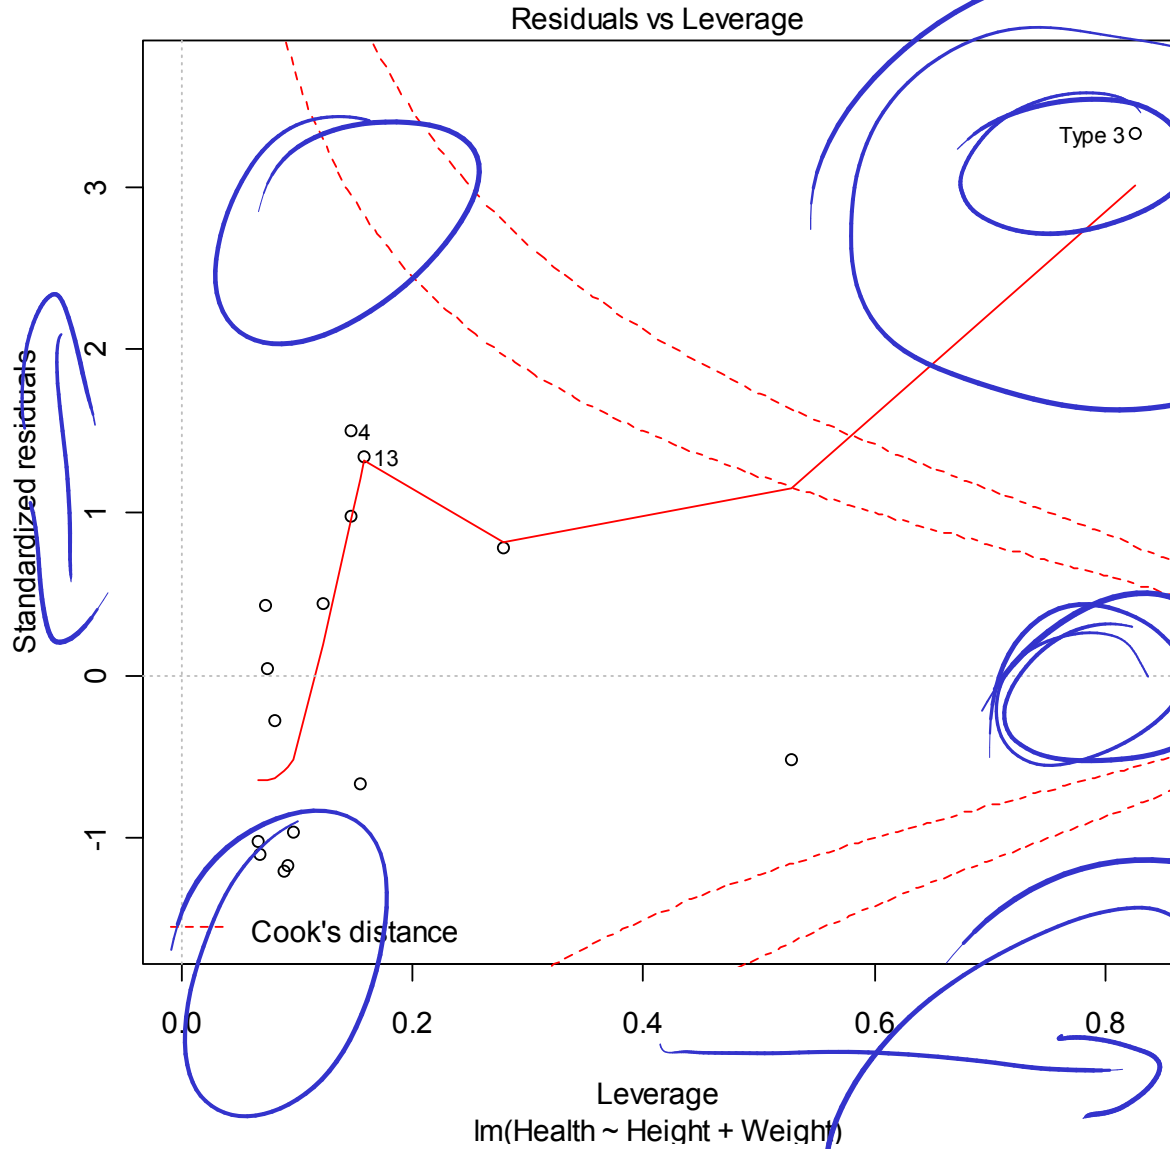 Residuals vs Leverage
Type 3
3
2
4
13
1
0
-1
Standardized residuals
Cook's distance
0.0 0.2 0.4 0.6 0.8
Leverage
lm(Health ~ Height + Weight)